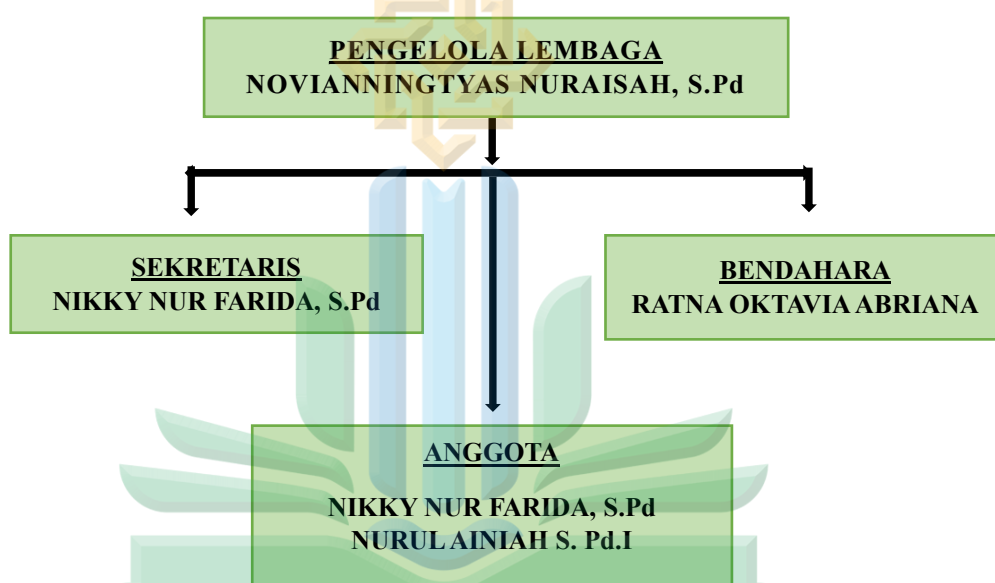 PENGELOLA LEMBAGA
NOVIANNINGTYAS NURAISAH, S.Pd
SEKRETARIS
NIKKY NUR FARIDA, S.Pd
BENDAHARA
RATNA OKTAVIA ABRIANA
ANGGOTA
NIKKY NUR FARIDA, S.Pd
NURUL AINIAH S. Pd.I